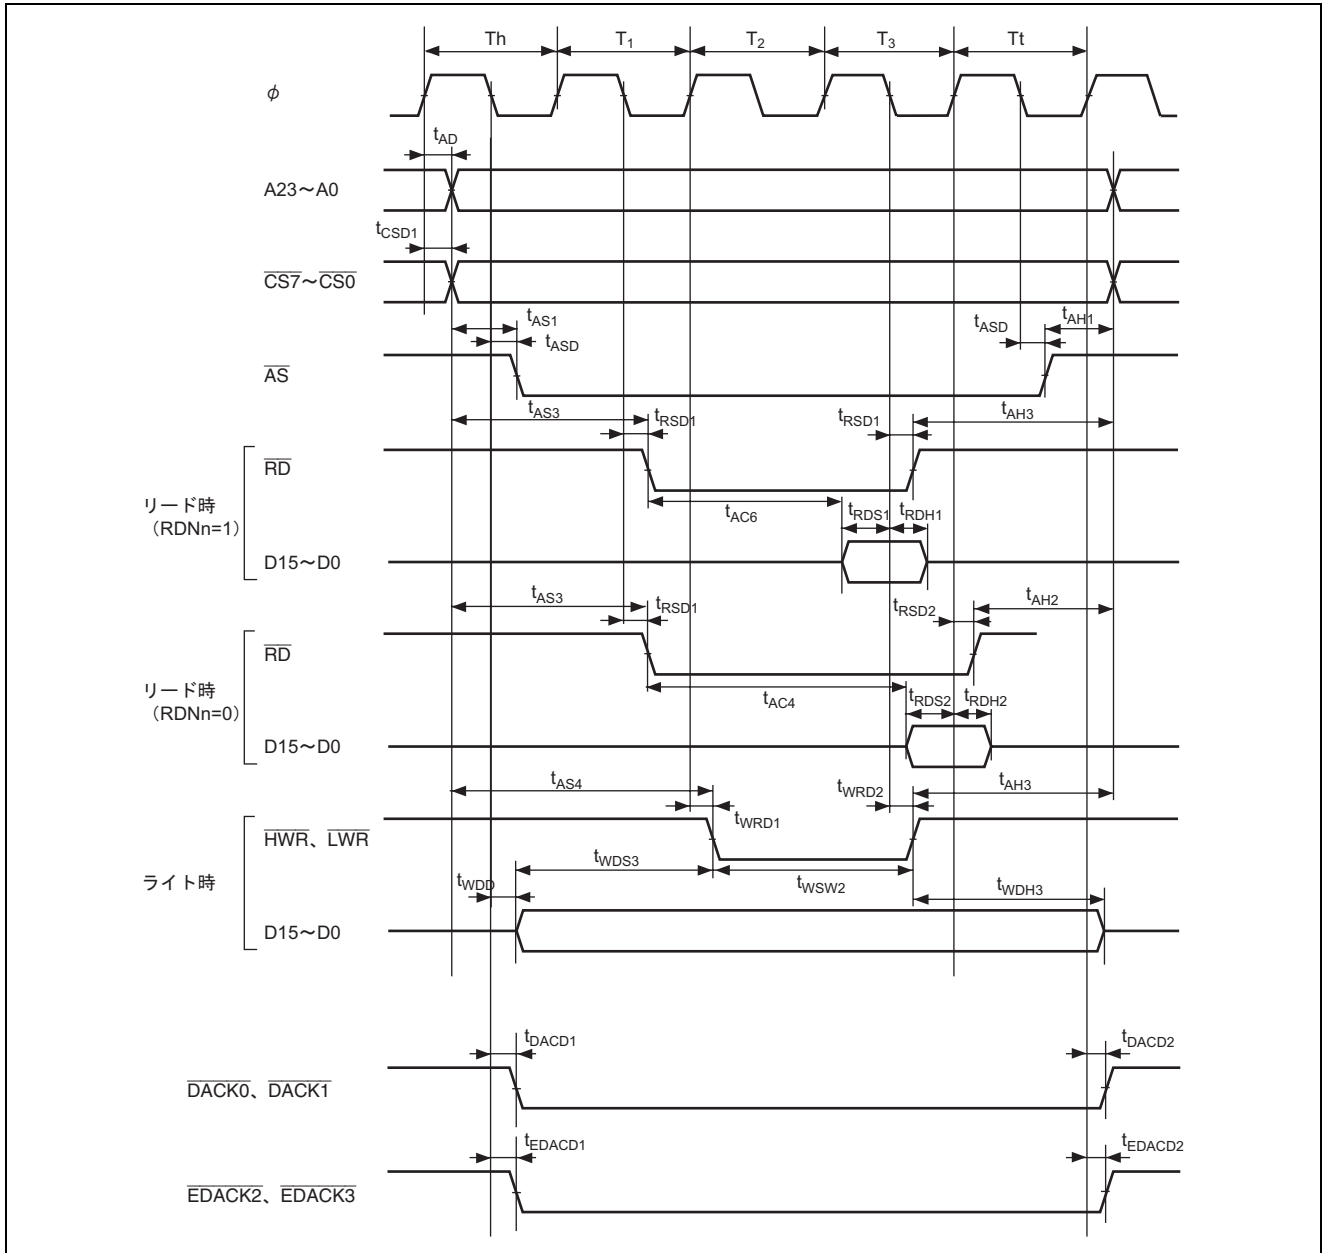 Th T1 T2 T3 Tt
φ
tAD
A23～A0
tCSD1
CS7～CS0
tAS1 tASD tAH1
tASD
AS
tAS3 tRSD1 tRSD1 tAH3
RD
リード時
（RDNn=1）
tAC6 tRDS1 tRDH1
D15～D0
tAS3 tRSD1 tRSD2 tAH2
RD
リード時
（RDNn=0）
tAC4 tRDS2 tRDH2
D15～D0
tAS4 tWRD2 tAH3
tWRD1
HWR、LWR
ライト時
tWDD tWDS3 tWSW2 tWDH3
D15～D0
tDACD1 tDACD2
DACK0、DACK1
tEDACD1 tEDACD2
EDACK2、EDACK3